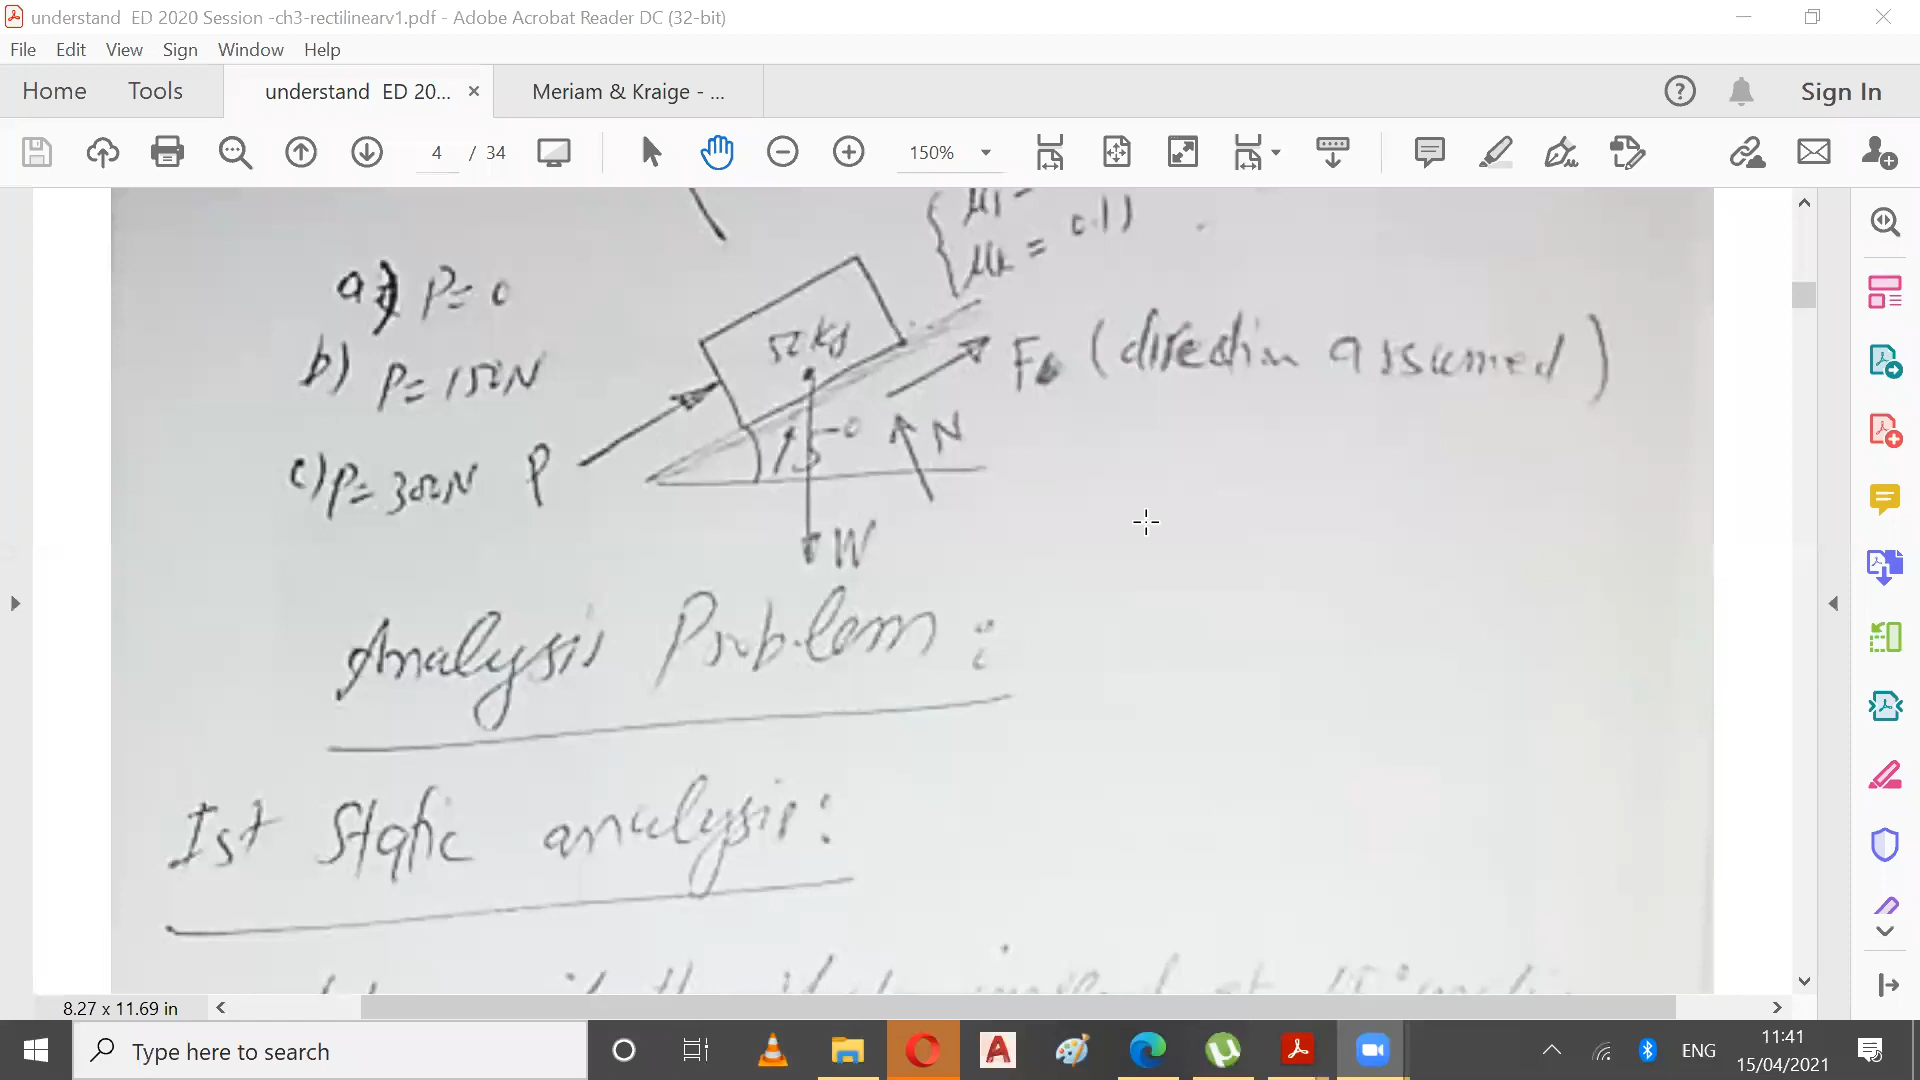 understand ED 2020 Session -ch3-rectilinearv1.pdf - Adobe Acrobat Reader DC (32-bit)
File Edit View Sign Window Help
Home Tools understand ED 20... × Meriam & Kraige - ... Sign In
4 / 34 150%
μk = 0.1)
a) P= 0
b) P= 150N
c) P= 300N P
Fs (direction assumed)
15°
N
W
Analysis Problem :
Ist Static analysis :
8.27 x 11.69 in
Type here to search
ENG
11:41
15/04/2021